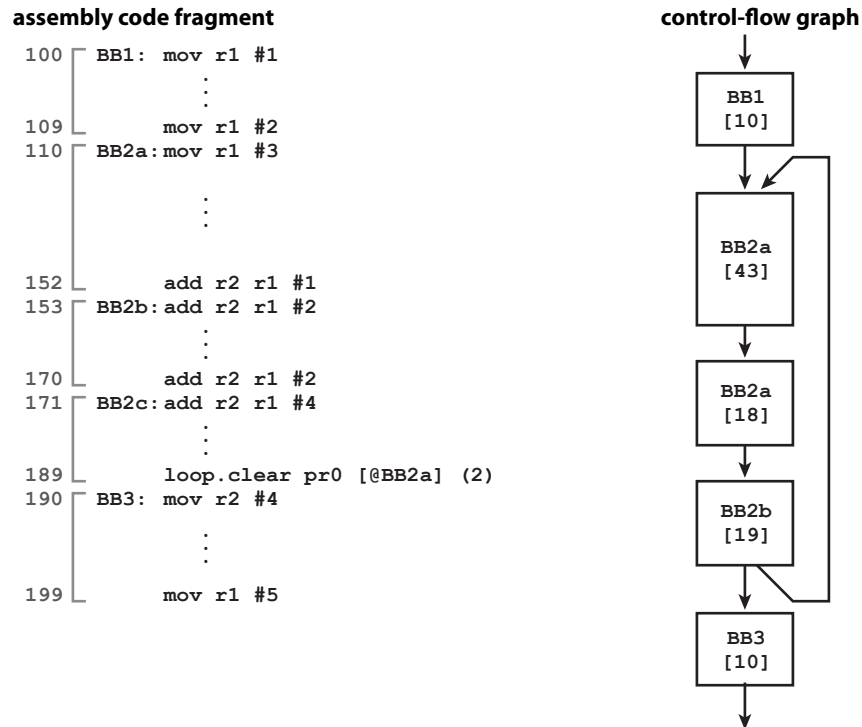 assembly code fragment
100 BB1: mov r1 #1
109 mov r1 #2
110 BB2a: mov r1 #3
152 add r2 r1 #1
153 BB2b: add r2 r1 #2
170 add r2 r1 #2
171 BB2c: add r2 r1 #4
189 loop.clear pr0 [@BB2a] (2)
190 BB3: mov r2 #4
199 mov r1 #5
control-flow graph
BB1
[10]
BB2a
[43]
BB2a
[18]
BB2b
[19]
BB3
[10]